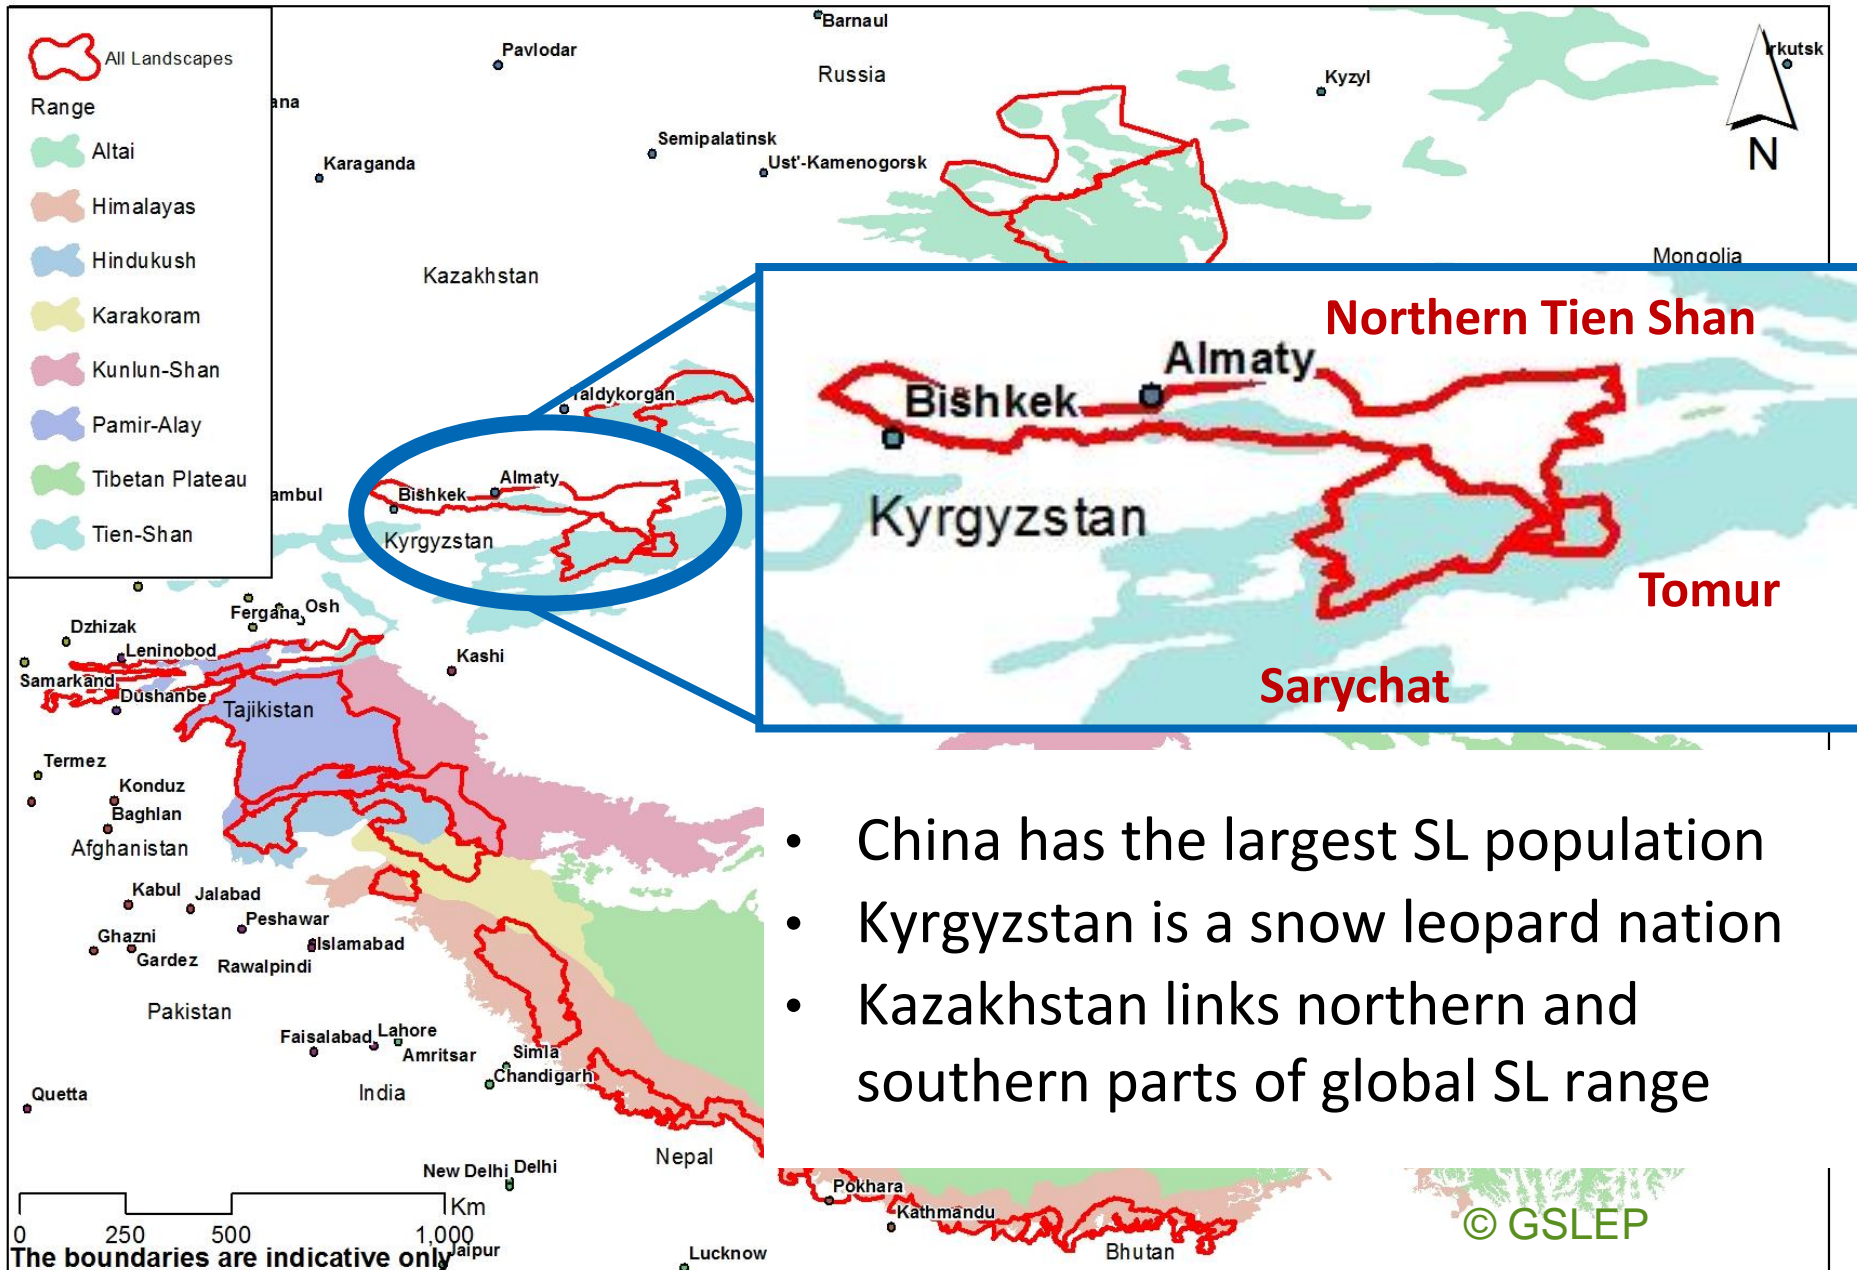 All Landscapes
Range
Altai
Himalayas
Hindukush
Karakoram
Kunlun-Shan
Pamir-Alay
Tibetan Plateau
Tien-Shan
Barnaul
Pavlodar
Russia
Irkutsk
Kyzyl
N
ana
Semipalatinsk
Karaganda
Ust'-Kamenogorsk
Mongolia
Kazakhstan
Taldykorgan
ambul
Bishkek
Almaty
Kyrgyzstan
Northern Tien Shan
Almaty
Bishkek
Kyrgyzstan
Tomur
Sarychat
Fergana
Osh
Dzhizak
Leninobod
Kashi
Samarkand
Dushanbe
Tajikistan
Termez
Konduz
Baghlan
Afghanistan
Kabul
Jalabad
Peshawar
Ghazni
Islamabad
Gardez
Rawalpindi
Pakistan
Faisalabad
Lahore
Amritsar
Simla
Chandigarh
India
Quetta
Nepal
New Delhi
Delhi
• China has the largest SL population
• Kyrgyzstan is a snow leopard nation
• Kazakhstan links northern and
southern parts of global SL range
Pokhara
Kathmandu
Bhutan
© GSLEP
Km
0 250 500 1,000
The boundaries are indicative only
Jaipur
Lucknow